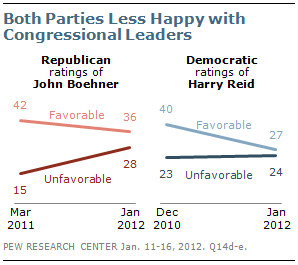 Both Parties Less Happy with
Congressional Leaders
Republican
ratings of
John Boehner
42
Favorable
36
28
Unfavorable
15
Mar
2011
Jan
2012
Democratic
ratings of
Harry Reid
40
Favorable
27
23
Unfavorable
24
Dec
2010
Jan
2012
PEW RESEARCH CENTER Jan. 11-16, 2012. Q14d-e.